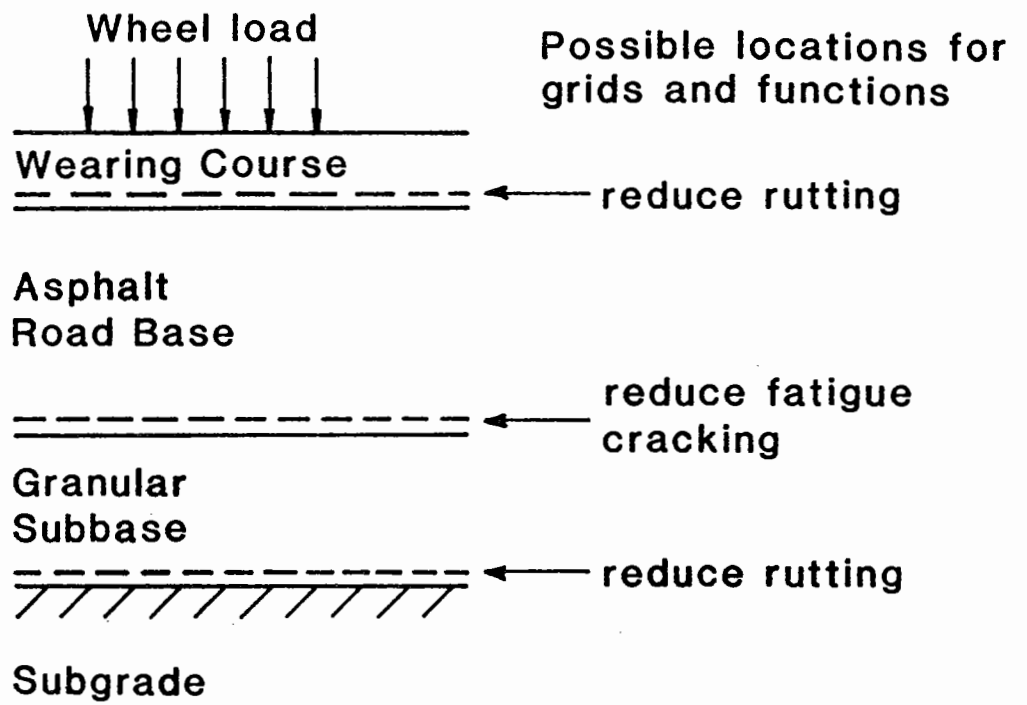 Wheel load
Possible locations for
grids and functions
Wearing Course
reduce rutting
Asphalt
Road Base
reduce fatigue
cracking
Granular
Subbase
reduce rutting
Subgrade